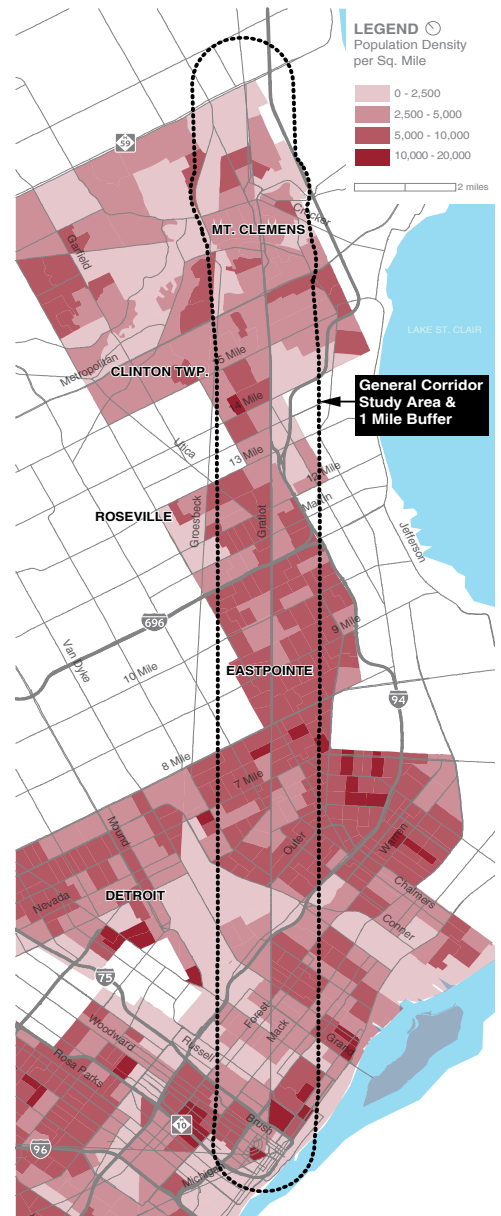 LEGEND
Population Density
per Sq. Mile
0 - 2,500
2,500 - 5,000
5,000 - 10,000
10,000 - 20,000
2 miles
59
Crocker
MT. CLEMENS
Garfield
LAKE ST. CLAIR
15 Mile
Metropolitan
CLINTON TWP.
General Corridor
Study Area &
1 Mile Buffer
14 Mile
Utica
13 Mile
12 Mile
Martin
ROSEVILLE
Groesbeck
Gratiot
Jefferson
696
9 Mile
Van Dyke
10 Mile
EASTPOINTE
94
8 Mile
7 Mile
Mound
Outer
Warren
Nevada
DETROIT
Chalmers
Conner
75
Forest
Woodward
Mack
Russell
Grand
Rosa Parks
10
Brush
96
Michigan